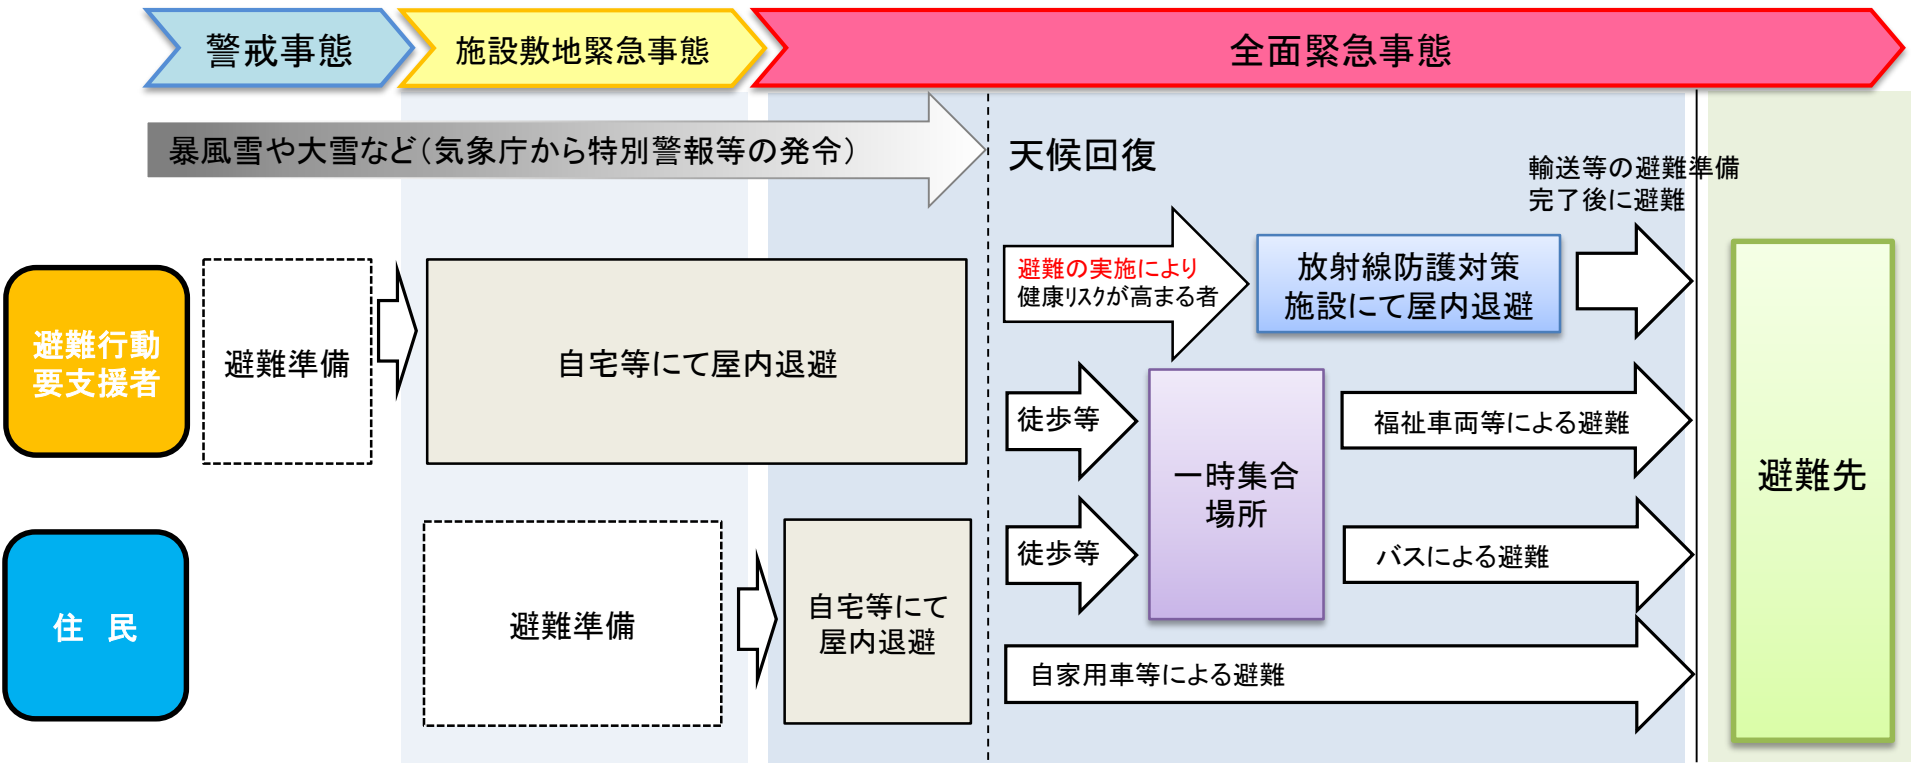 警戒事態
施設敷地緊急事態
全面緊急事態
暴風雪や大雪など（気象庁から特別警報等の発令）
天候回復
輸送等の避難準備
完了後に避難
避難行動
要支援者
避難準備
自宅等にて屋内退避
避難の実施により
健康リスクが高まる者
放射線防護対策
施設にて屋内退避
徒歩等
一時集合
場所
福祉車両等による避難
避難先
住　民
避難準備
自宅等にて
屋内退避
徒歩等
バスによる避難
自家用車等による避難